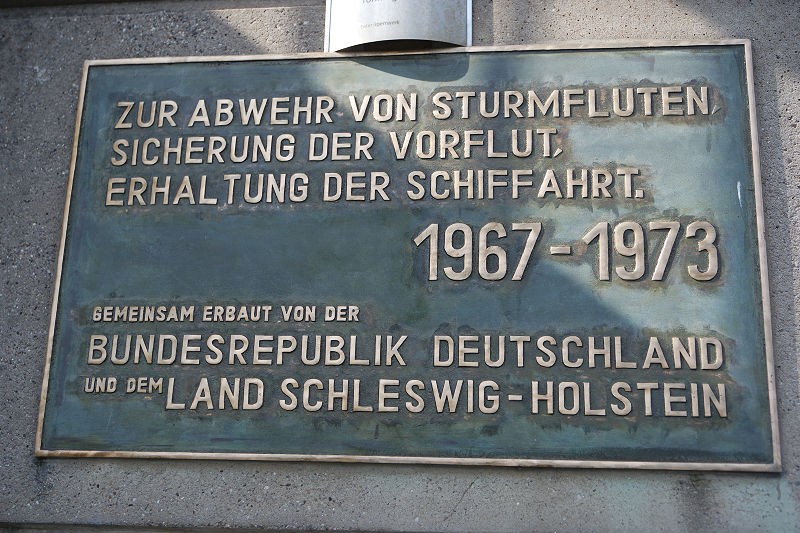 ZUR ABWEHR VON STURMFLUTEN,
SICHERUNG DER VORFLUT,
ERHALTUNG DER SCHIFFAHRT.
1967-1973
GEMEINSAM ERBAUT VON DER
BUNDESREPUBLIK DEUTSCHLAND
UND DEM LAND SCHLESWIG-HOLSTEIN